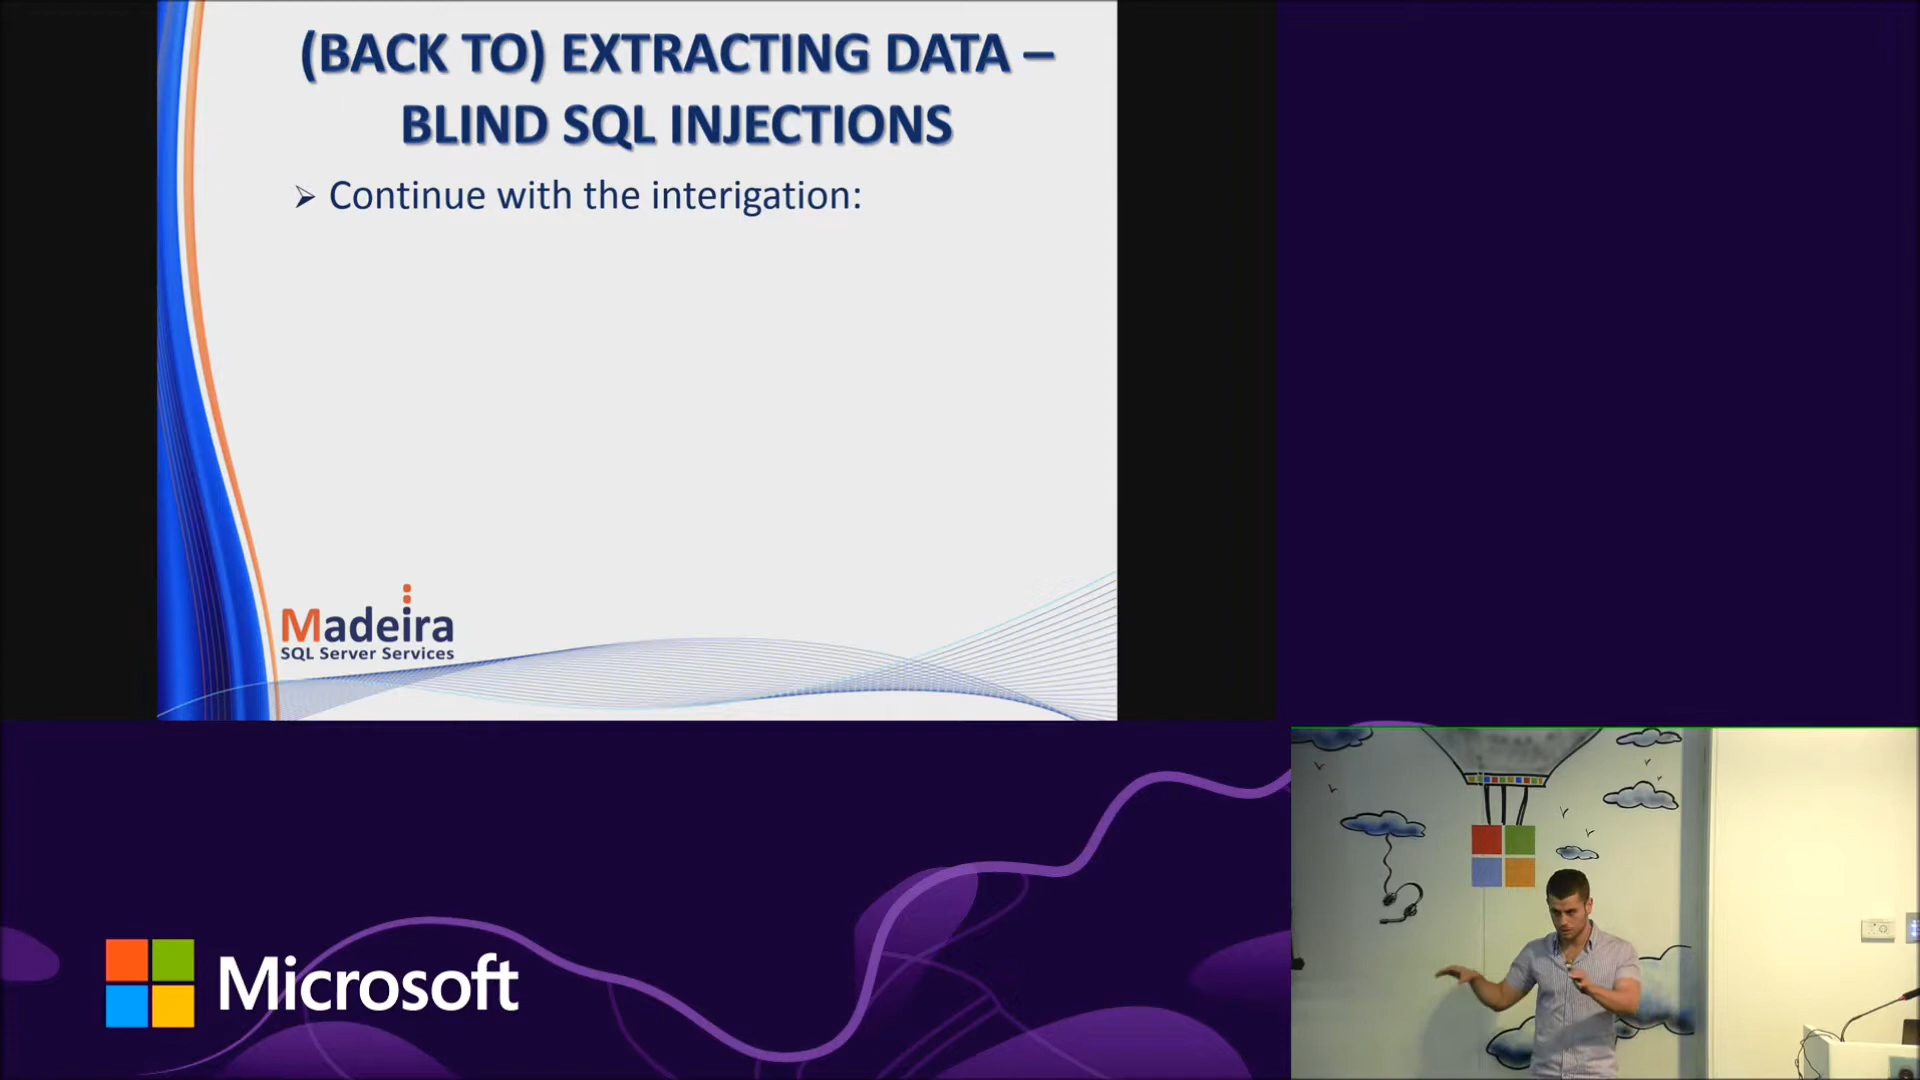 (BACK TO) EXTRACTING DATA –
BLIND SQL INJECTIONS
➢ Continue with the interigation:
Madeira
SQL Server Services
Microsoft